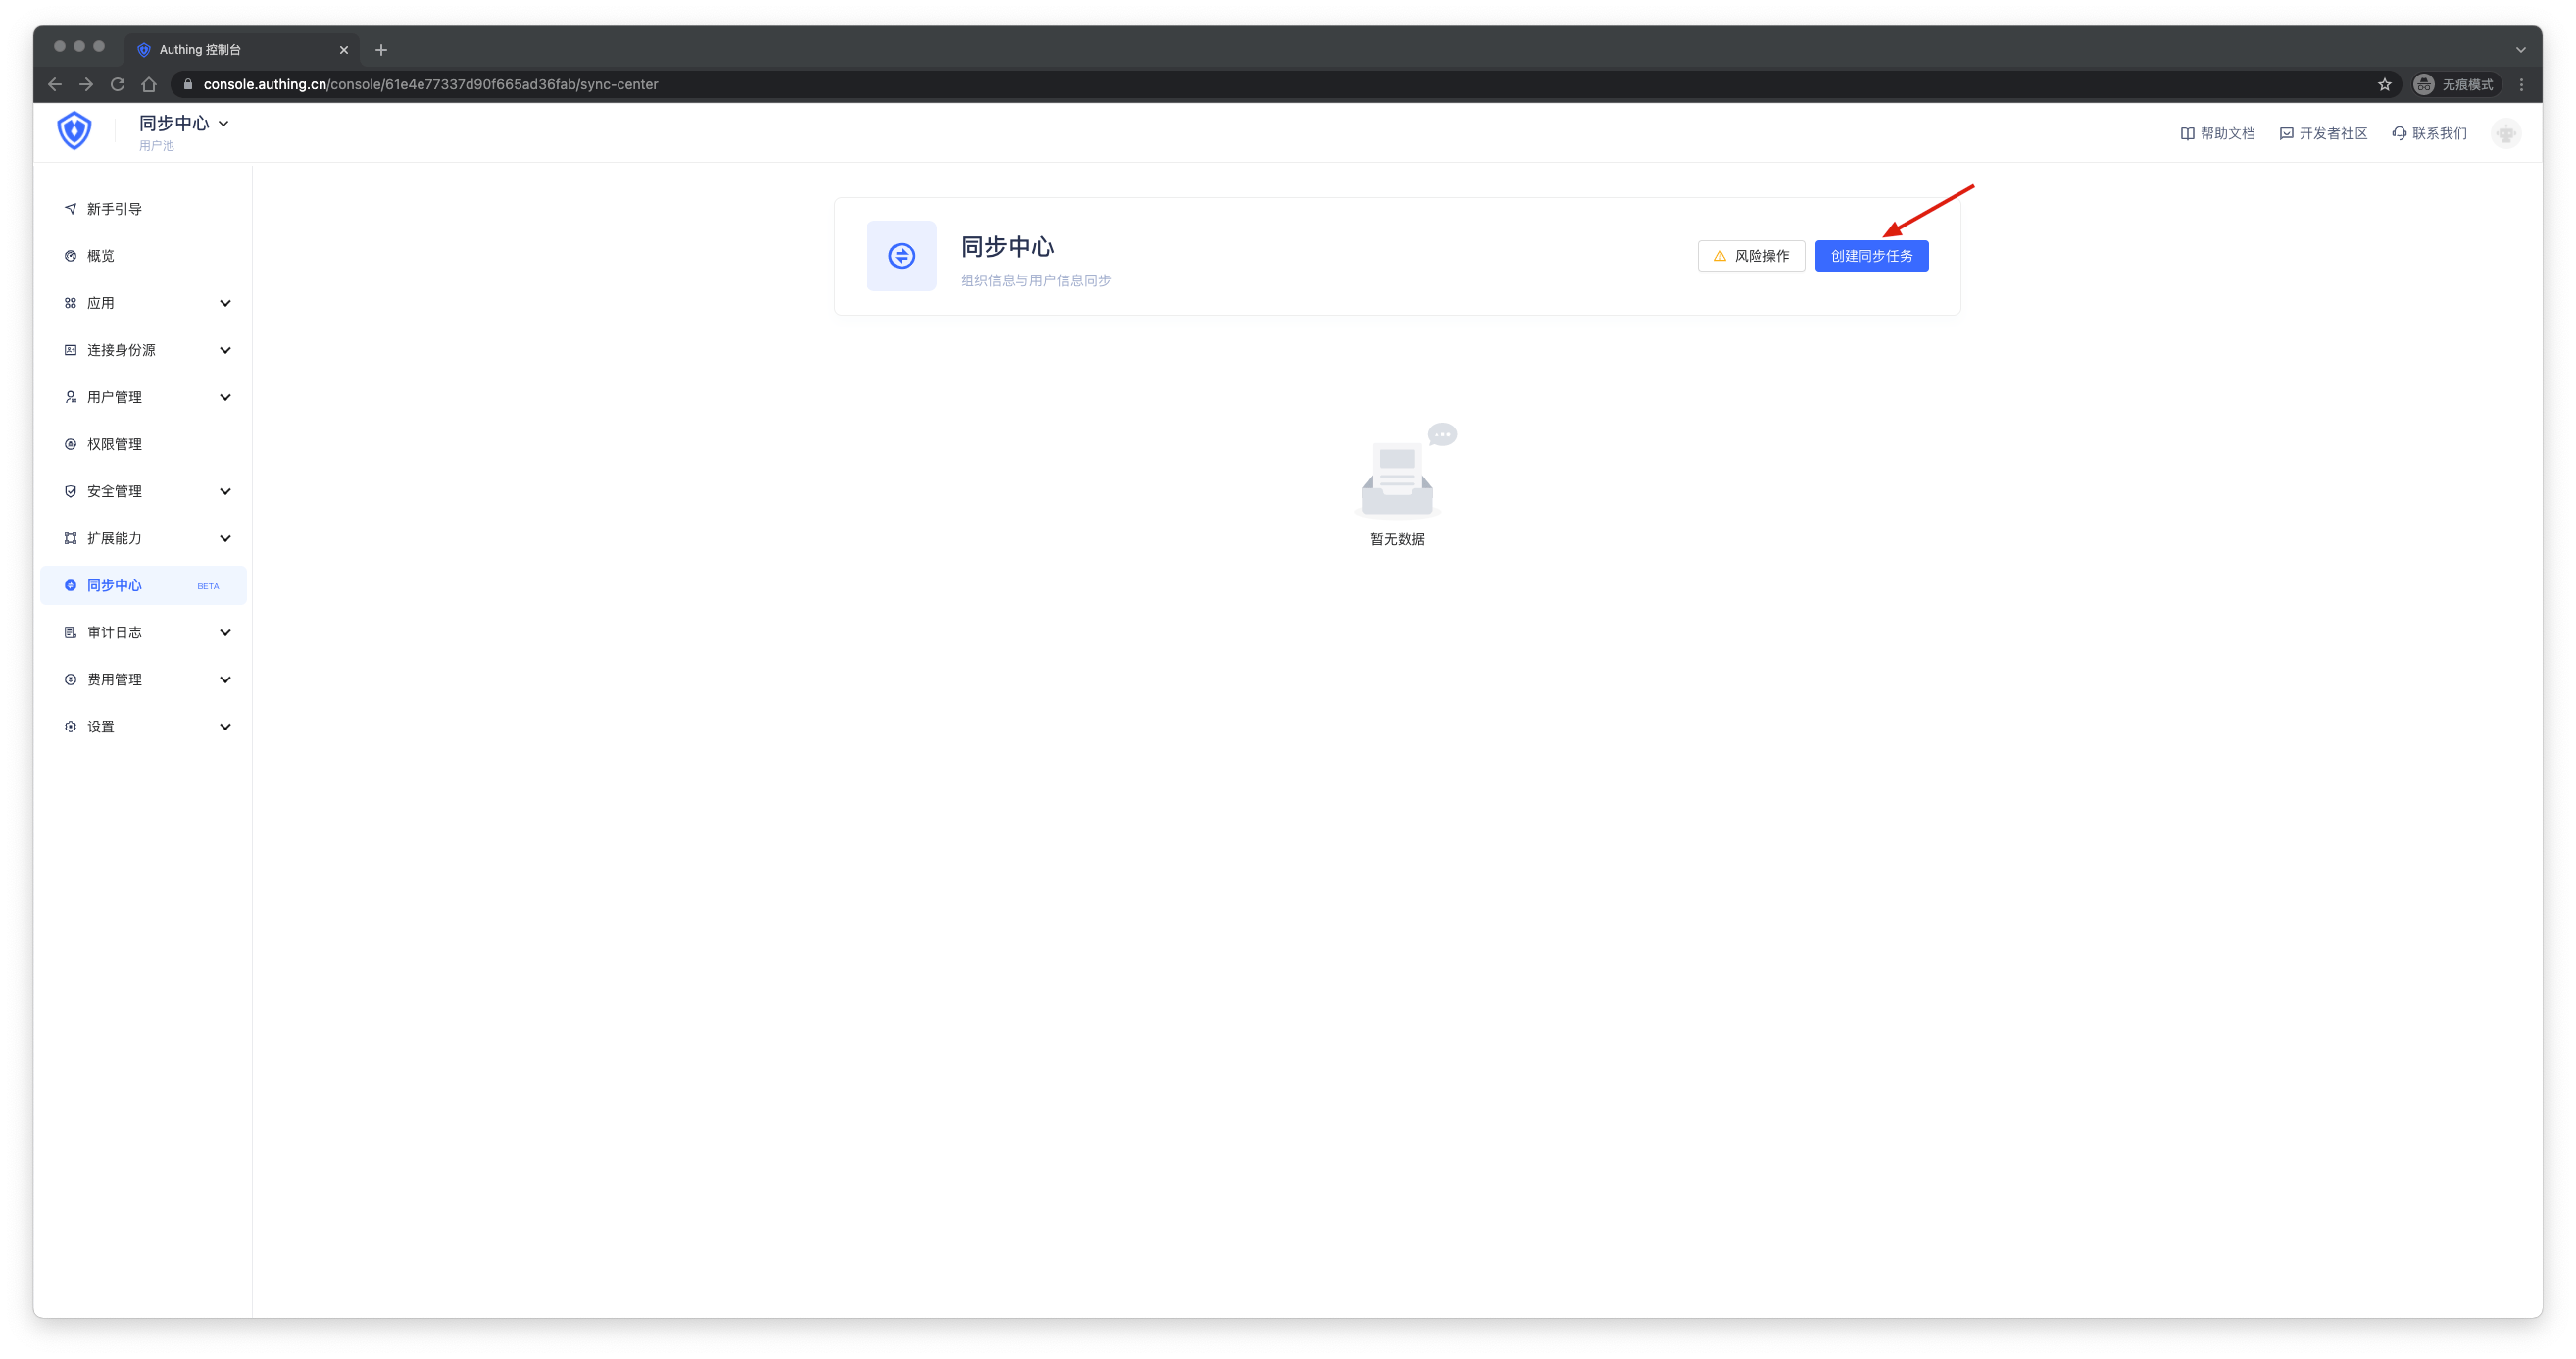 Authing 控制台
console.authing.cn/console/61e4e77337d90f665ad36fab/sync-center
无痕模式
同步中心
用户池
帮助文档
开发者社区
联系我们
新手引导
概览
应用
连接身份源
用户管理
权限管理
安全管理
扩展能力
同步中心 BETA
审计日志
费用管理
设置
同步中心
组织信息与用户信息同步
风险操作
创建同步任务
暂无数据